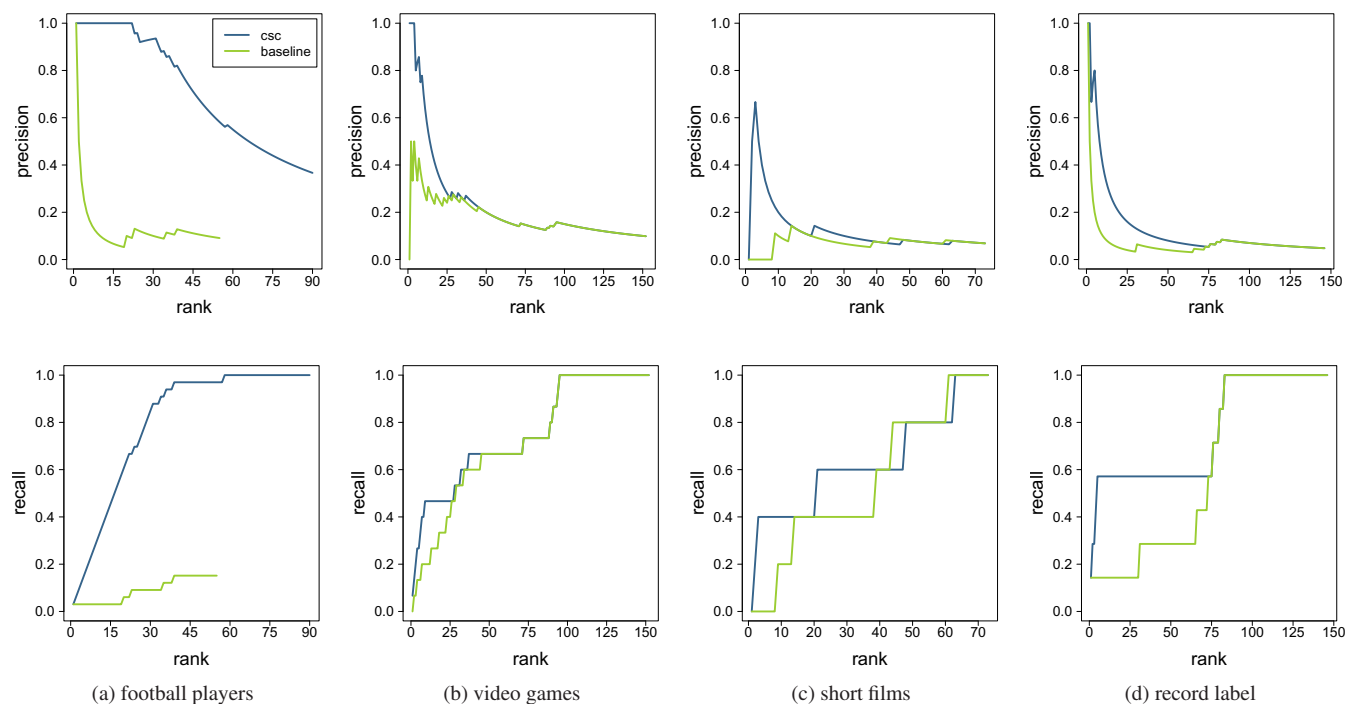 1.0 0.8 0.6 0.4 0.2 0.0
precision
csc
baseline
0 15 30 45 60 75 90
rank
1.0 0.8 0.6 0.4 0.2 0.0
precision
0 25 50 75 100 125 150
rank
1.0 0.8 0.6 0.4 0.2 0.0
precision
0 10 20 30 40 50 60 70
rank
1.0 0.8 0.6 0.4 0.2 0.0
precision
0 25 50 75 100 125 150
rank
1.0 0.8 0.6 0.4 0.2 0.0
recall
0 15 30 45 60 75 90
rank
1.0 0.8 0.6 0.4 0.2 0.0
recall
0 25 50 75 100 125 150
rank
1.0 0.8 0.6 0.4 0.2 0.0
recall
0 10 20 30 40 50 60 70
rank
1.0 0.8 0.6 0.4 0.2 0.0
recall
0 25 50 75 100 125 150
rank
(a) football players
(b) video games
(c) short films
(d) record label